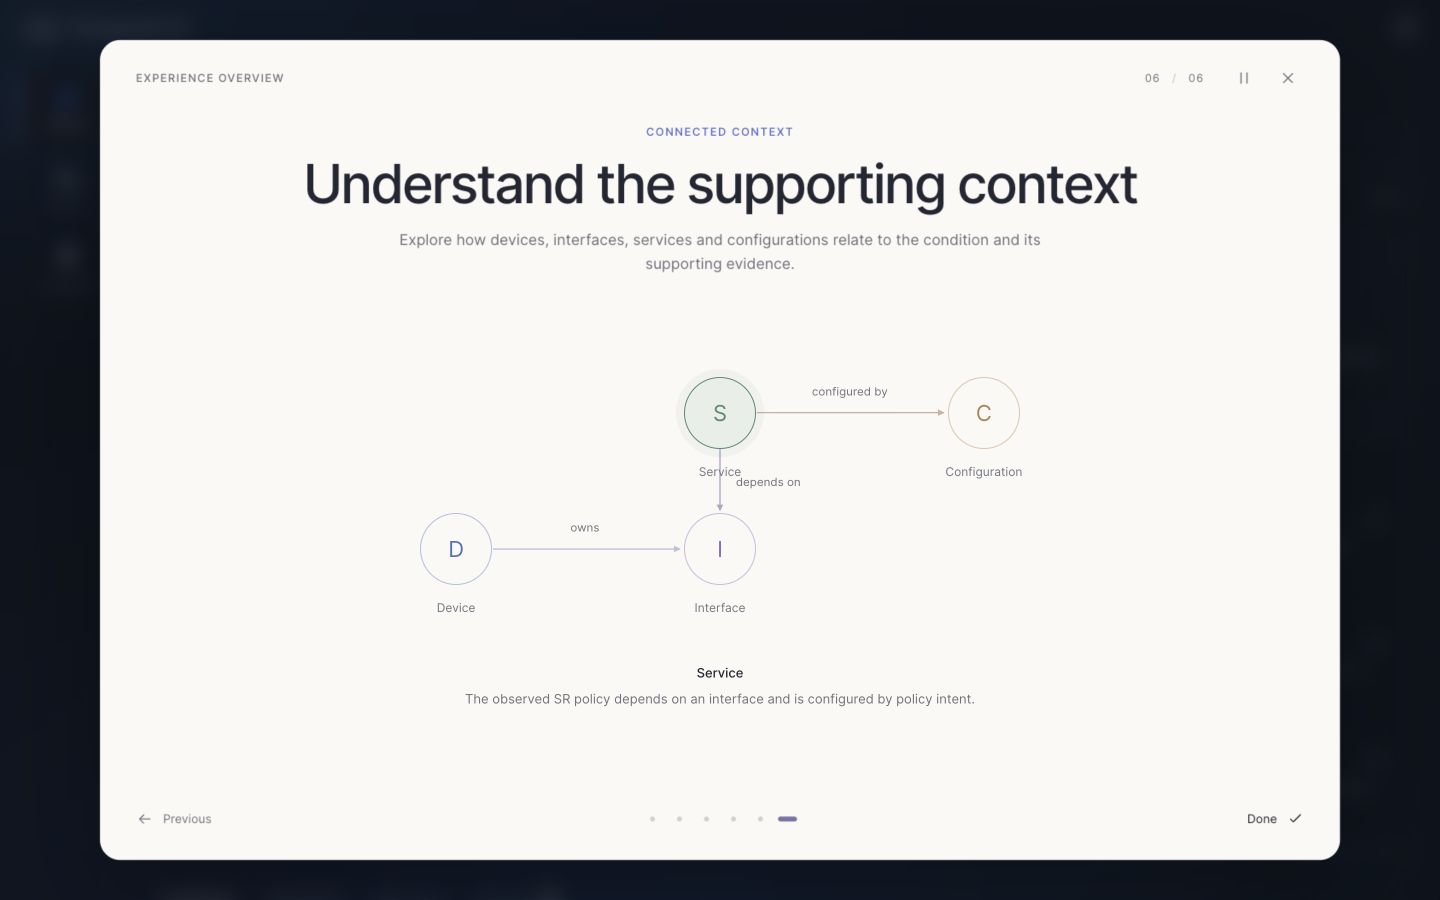 EXPERIENCE OVERVIEW
06 / 06
CONNECTED CONTEXT
Understand the supporting context
Explore how devices, interfaces, services and configurations relate to the condition and its
supporting evidence.
S
configured by
C
Service
Configuration
depends on
owns
D
I
Device
Interface
Service
The observed SR policy depends on an interface and is configured by policy intent.
Previous
Done